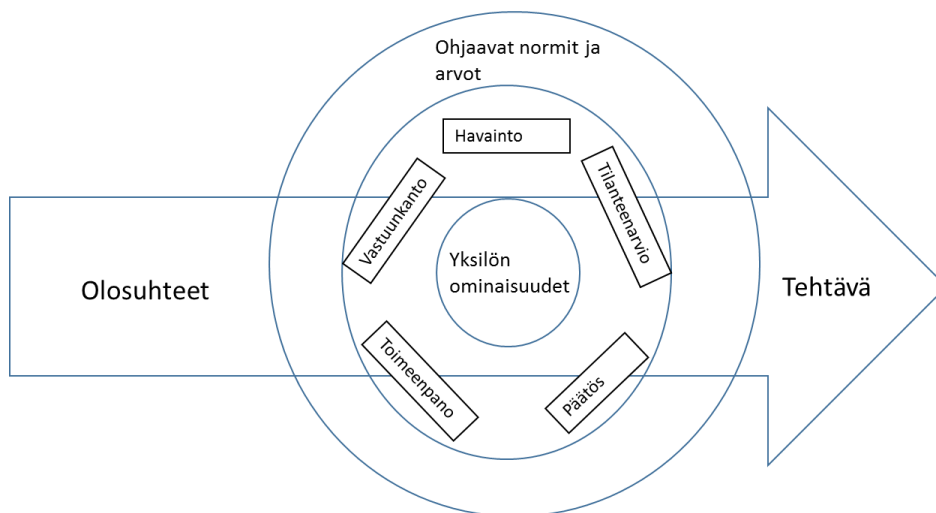 Ohjaavat normit ja
arvot
Havainto
Tilanteenarvio
Vastuunkanto
Yksilön
ominaisuudet
Olosuhteet
Tehtävä
Toimeenpano
Päätös